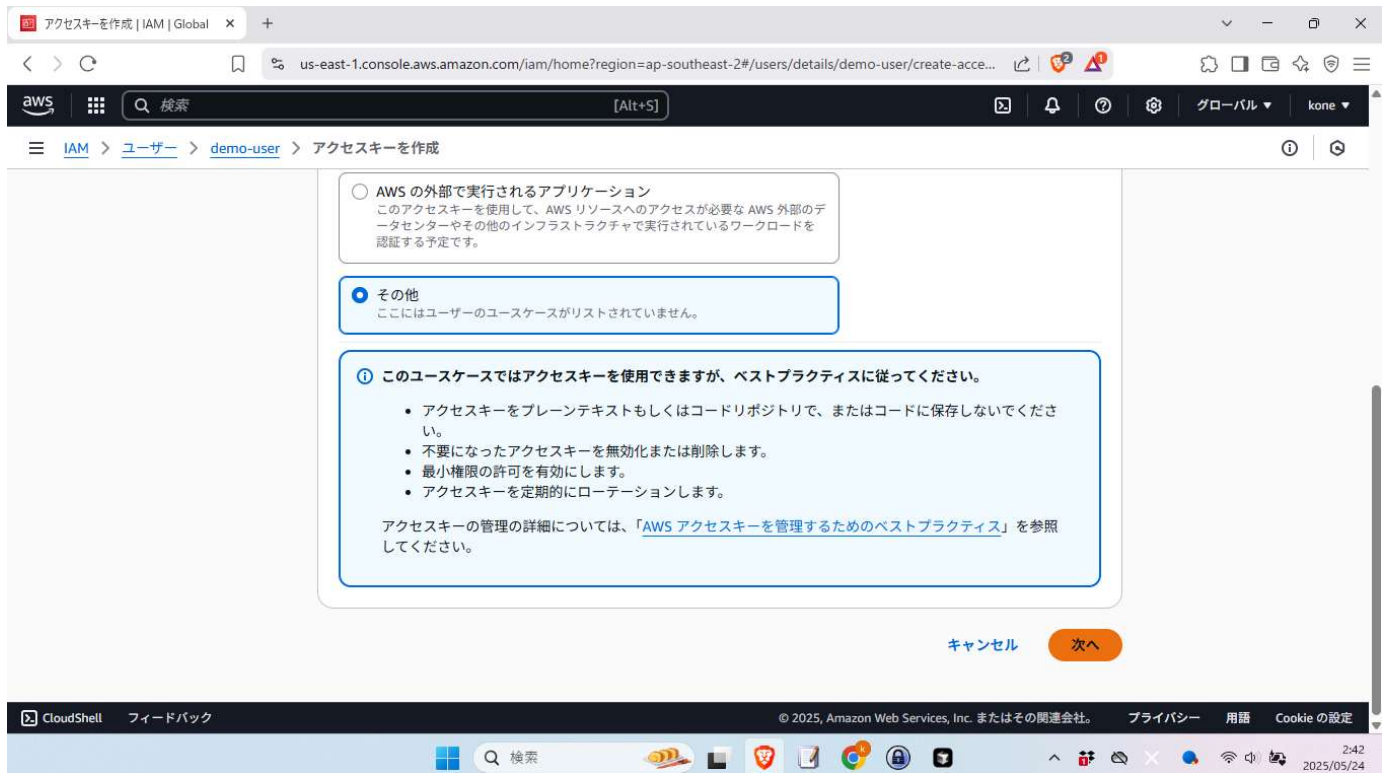 アクセスキーを作成 | IAM | Global
us-east-1.console.aws.amazon.com/iam/home?region=ap-southeast-2#/users/details/demo-user/create-acce...
2
aws
検索
[Alt+S]
グローバル
kone
IAM > ユーザー > demo-user > アクセスキーを作成
AWS の外部で実行されるアプリケーション
このアクセスキーを使用して、AWS リソースへのアクセスが必要な AWS 外部のデ
ータセンターやその他のインフラストラクチャで実行されているワークロードを
認証する予定です。
その他
ここにはユーザーのユースケースがリストされていません。
このユースケースではアクセスキーを使用できますが、ベストプラクティスに従ってください。
• アクセスキーをプレーンテキストもしくはコードリポジトリで、またはコードに保存しないでくださ
い。
• 不要になったアクセスキーを無効化または削除します。
• 最小権限の許可を有効にします。
• アクセスキーを定期的にローテーションします。
アクセスキーの管理の詳細については、「AWS アクセスキーを管理するためのベストプラクティス」を参照
してください。
キャンセル
次へ
CloudShell
フィードバック
© 2025, Amazon Web Services, Inc. またはその関連会社。
プライバシー
用語
Cookie の設定
検索
2:42
2025/05/24